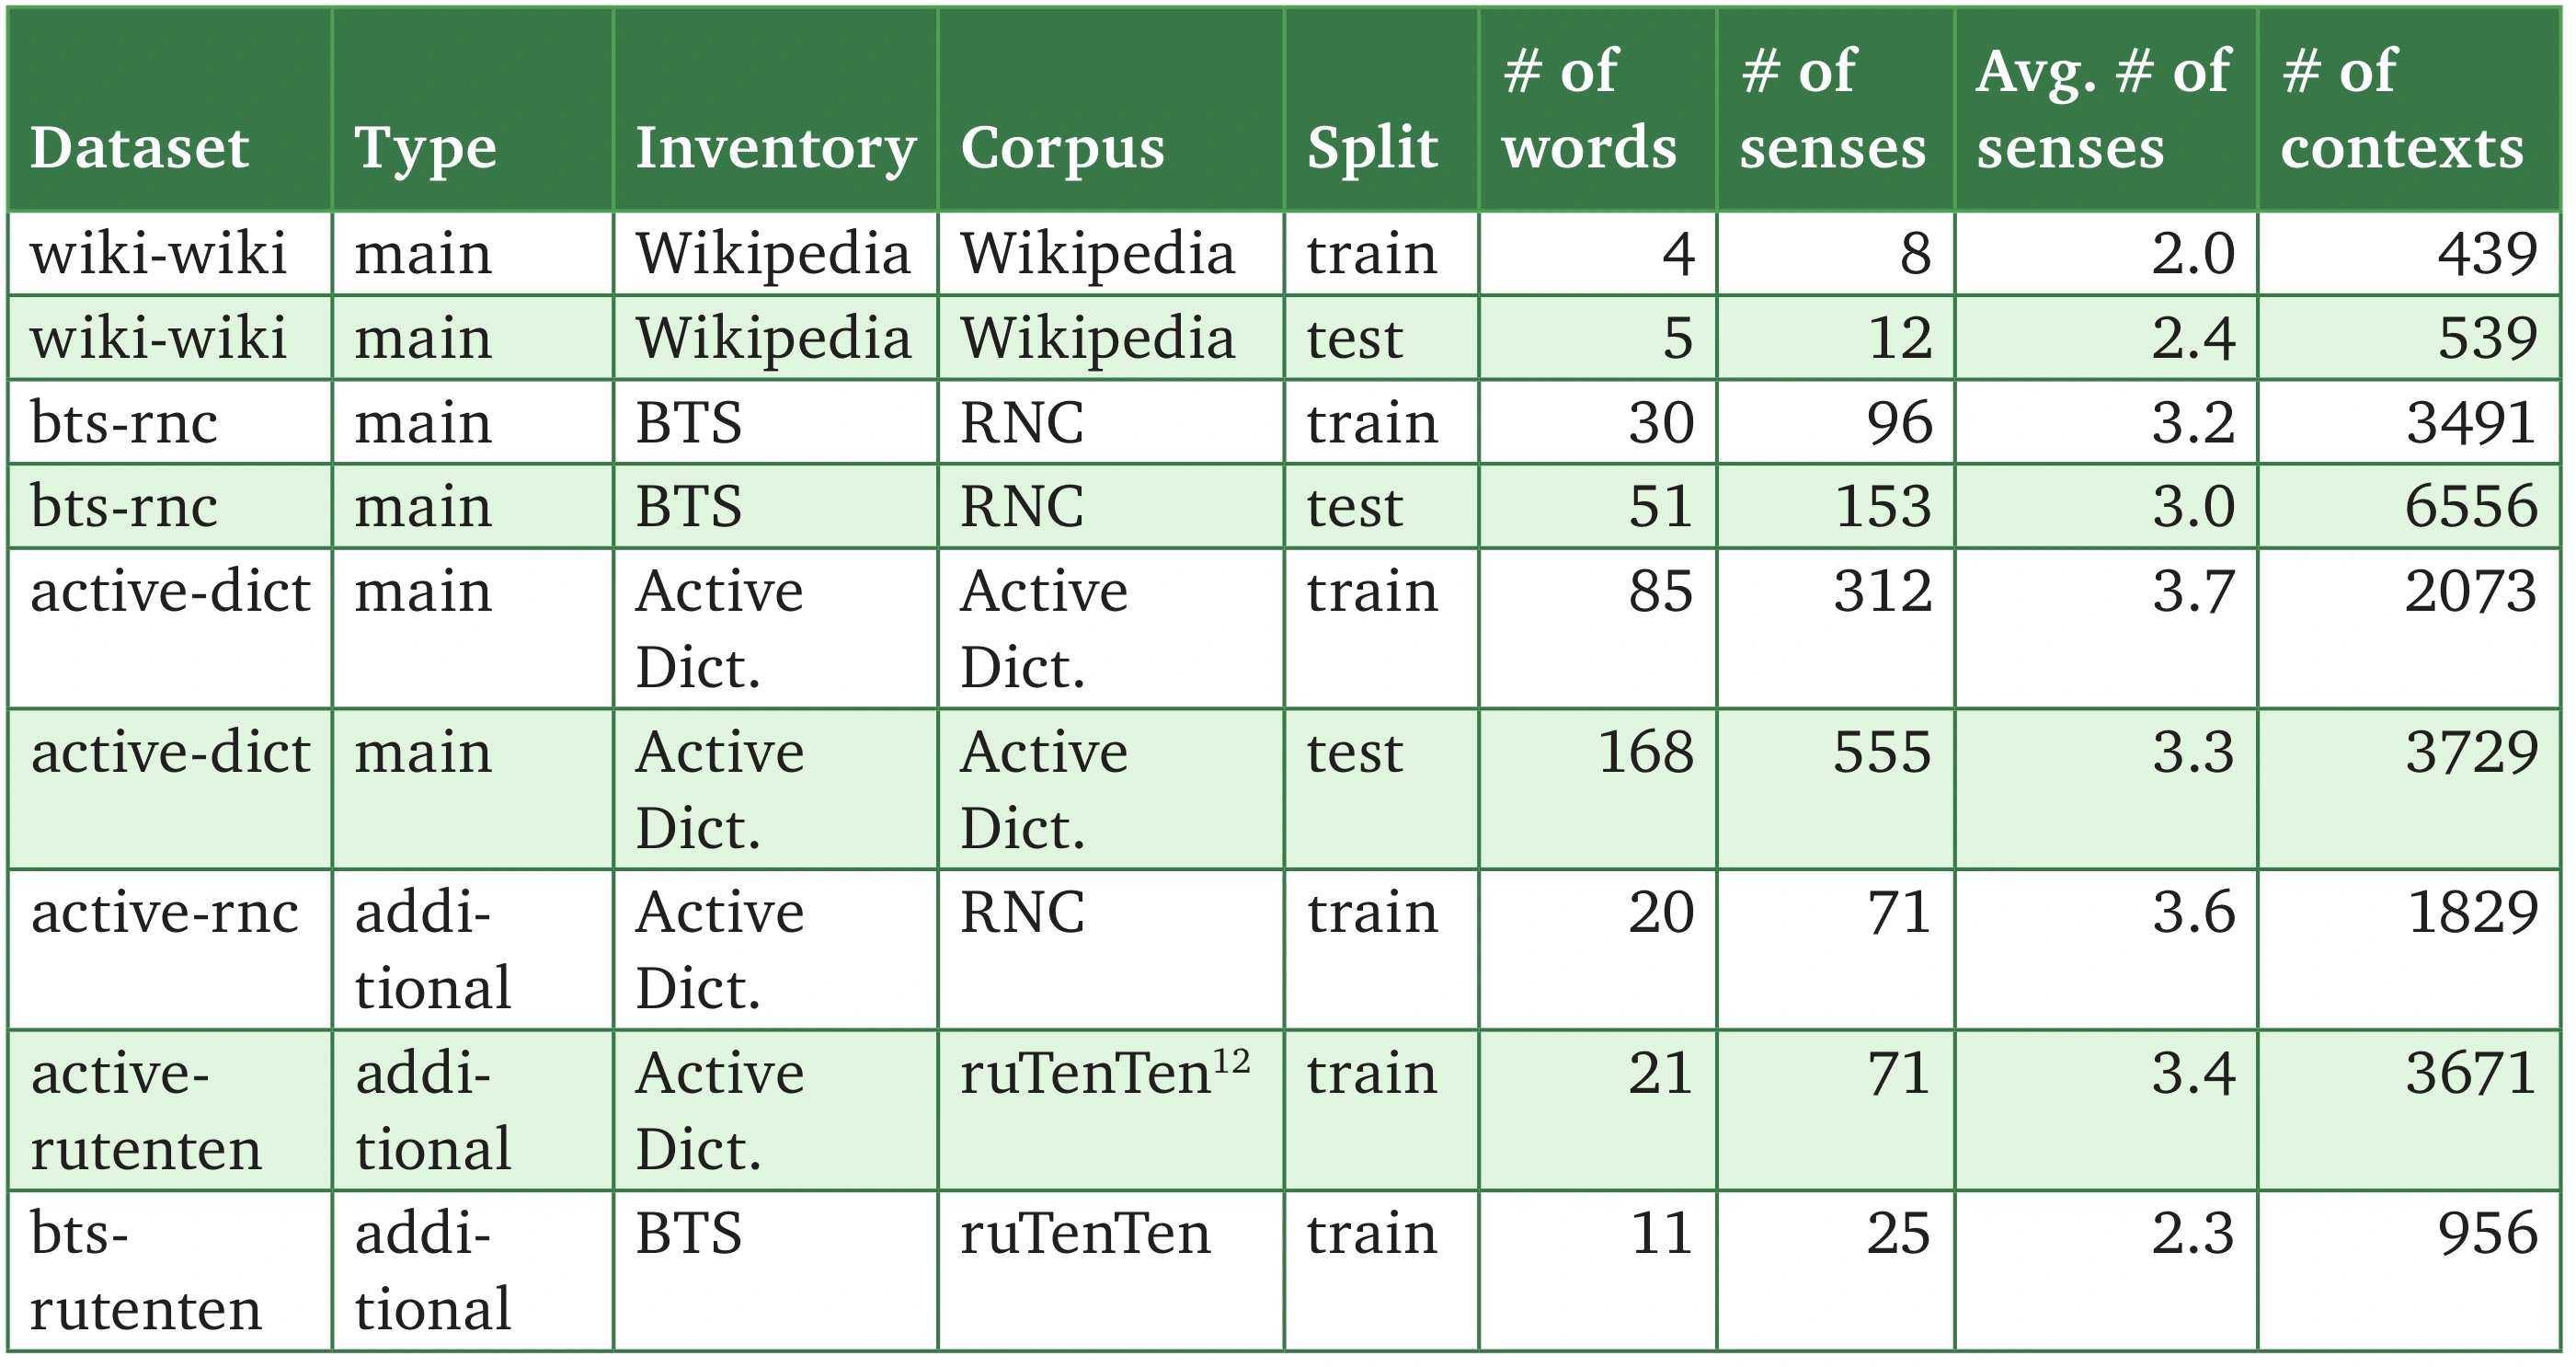 Dataset Type Inventory Corpus Split # of words # of senses Avg. # of senses # of contexts
wiki-wiki main Wikipedia Wikipedia train 4 8 2.0 439
wiki-wiki main Wikipedia Wikipedia test 5 12 2.4 539
bts-rnc main BTS RNC train 30 96 3.2 3491
bts-rnc main BTS RNC test 51 153 3.0 6556
active-dict main Active Dict. Active Dict. train 85 312 3.7 2073
active-dict main Active Dict. Active Dict. test 168 555 3.3 3729
active-rnc addi-tional Active Dict. RNC train 20 71 3.6 1829
active-rutenten addi-tional Active Dict. ruTenTen¹² train 21 71 3.4 3671
bts-rutenten addi-tional BTS ruTenTen train 11 25 2.3 956